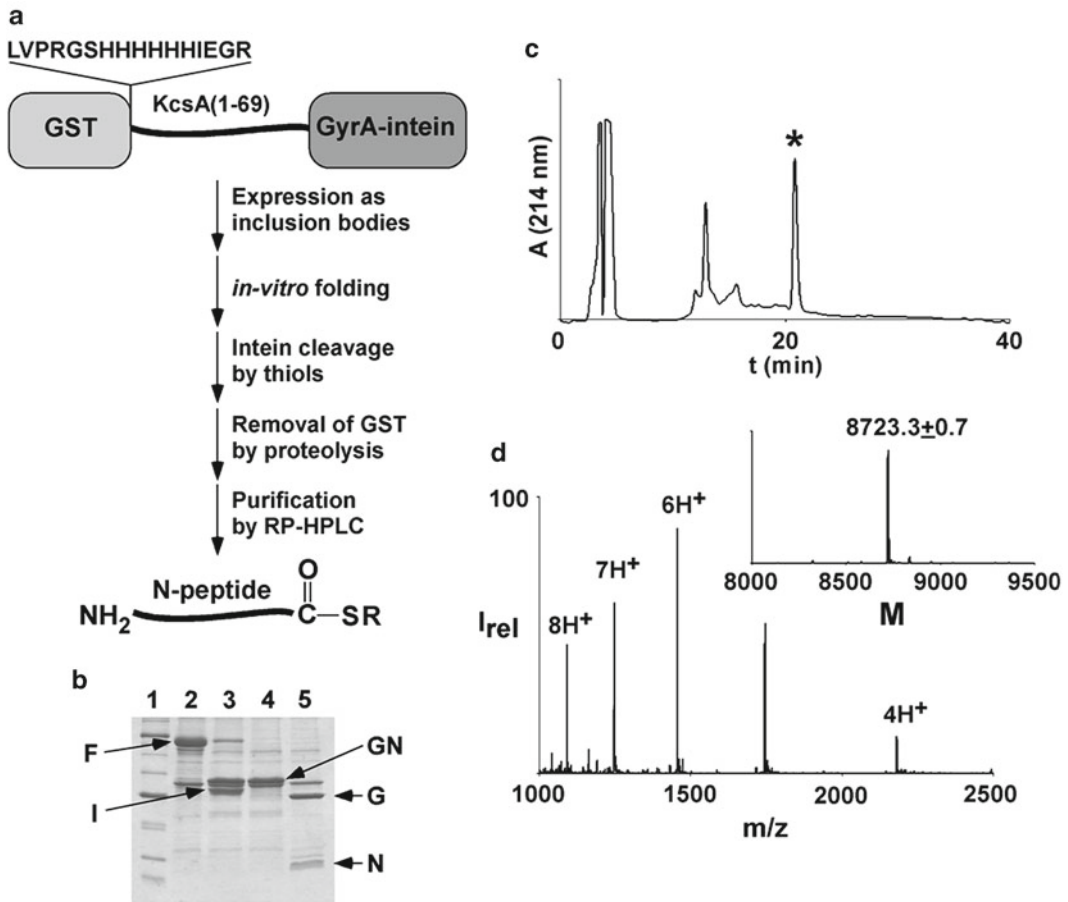 a
LVPRGSHHHHHHIEGR
GST
KcsA(1-69)
GyrA-intein
Expression as
inclusion bodies
in-vitro folding
Intein cleavage
by thiols
Removal of GST
by proteolysis
Purification
by RP-HPLC
N-peptide
O
NH2
C-SR
b
1 2 3 4 5
F
I
GN
G
N
c
A (214 nm)
*
0 20 40
t (min)
d
100
Irel
8H+
7H+
6H+
4H+
1000 1500 2000 2500
m/z
8723.3±0.7
8000 8500 9000 9500
M